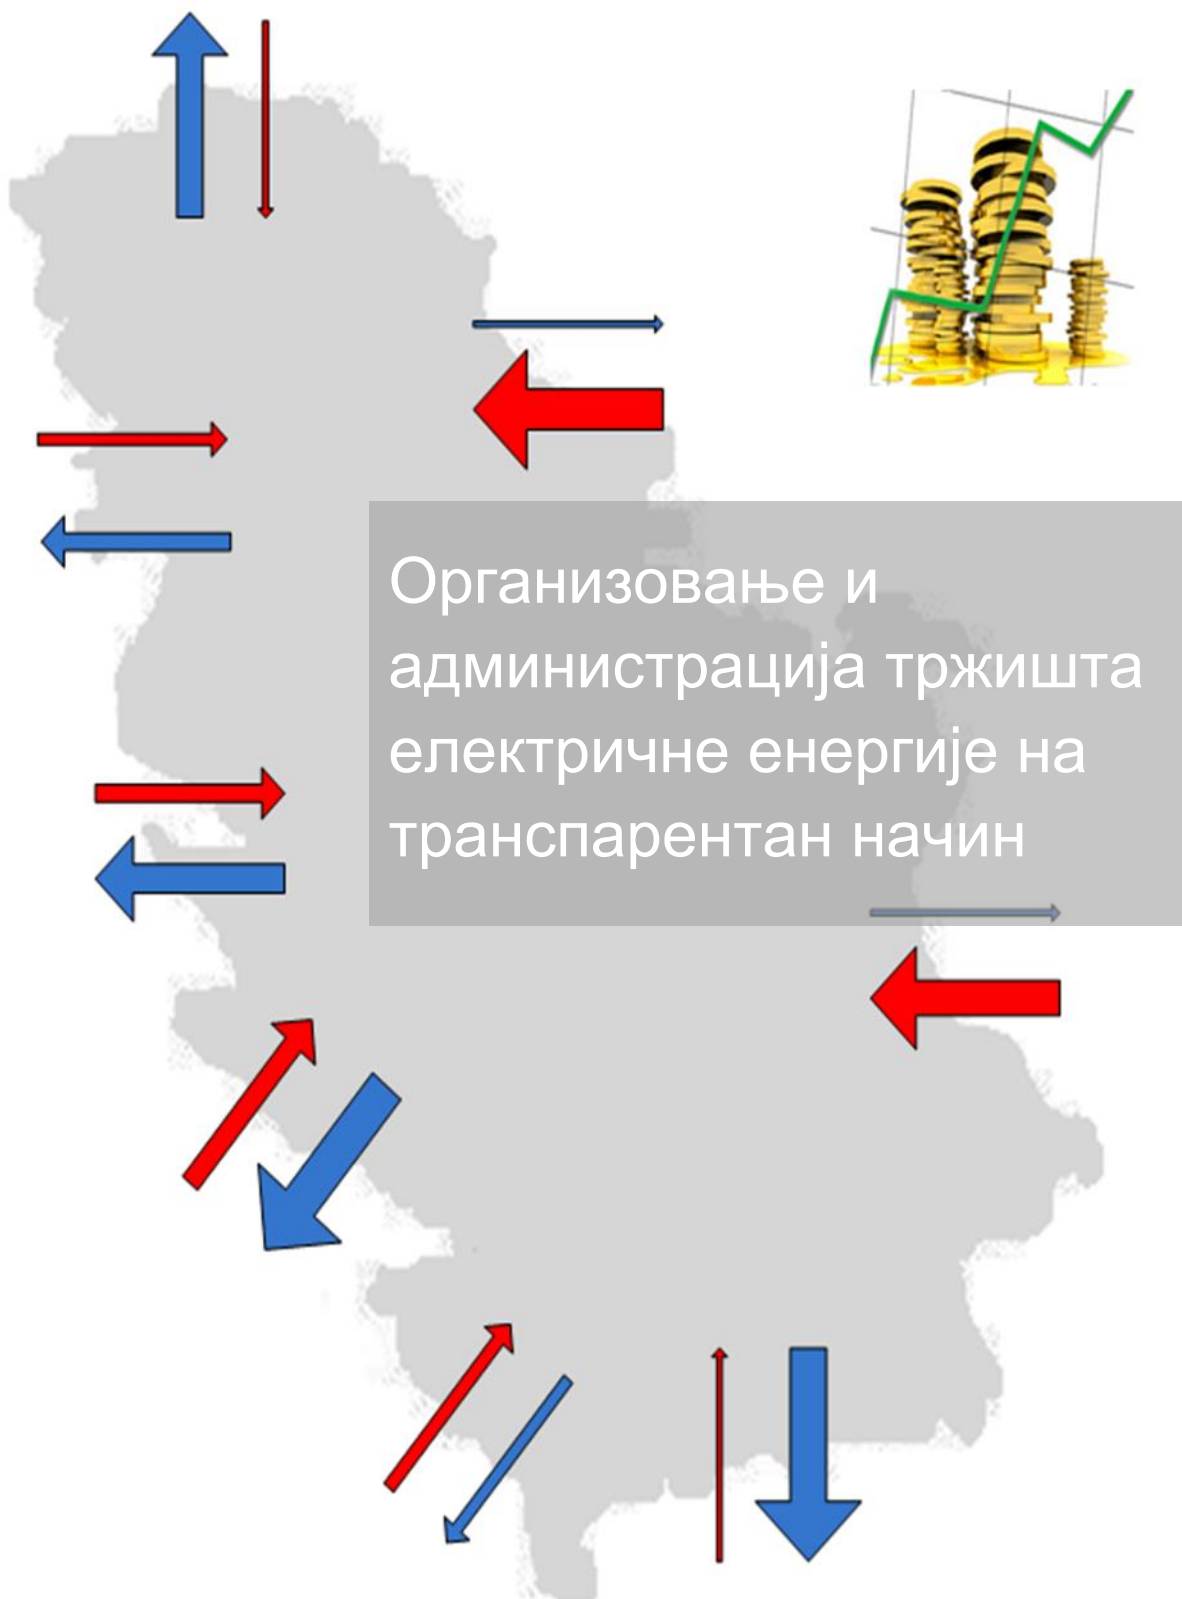 Организовање и
администрација тржишта
електричне енергије на
транспарентан начин